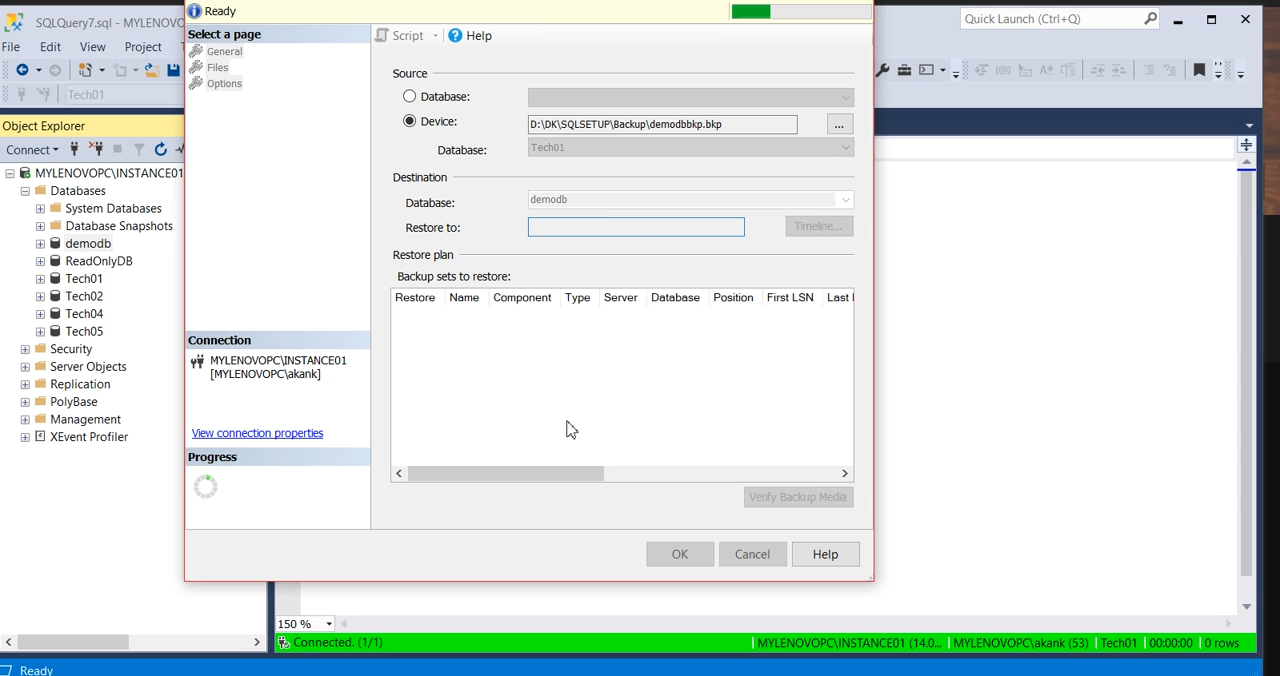 SQLQuery7.sql - MYLENOVO
Ready
Quick Launch (Ctrl+Q)
File Edit View Project
Select a page
Script Help
General
Files
Options
Tech01
Source
Database:
Device: D:\DK\SQLSETUP\Backup\demodbbkp.bkp ...
Database: Tech01
Destination
Database: demodb
Restore to: Timeline...
Restore plan
Backup sets to restore:
Restore Name Component Type Server Database Position First LSN Last
Object Explorer
Connect
MYLENOVOPC\INSTANCE01
Databases
System Databases
Database Snapshots
demodb
ReadOnlyDB
Tech01
Tech02
Tech04
Tech05
Security
Server Objects
Replication
PolyBase
Management
XEvent Profiler
Connection
MYLENOVOPC\INSTANCE01
[MYLENOVOPC\akank]
View connection properties
Progress
Verify Backup Media
OK Cancel Help
150 %
Connected. (1/1) MYLENOVOPC\INSTANCE01 (14.0... MYLENOVOPC\akank (53) Tech01 00:00:00 0 rows
Ready